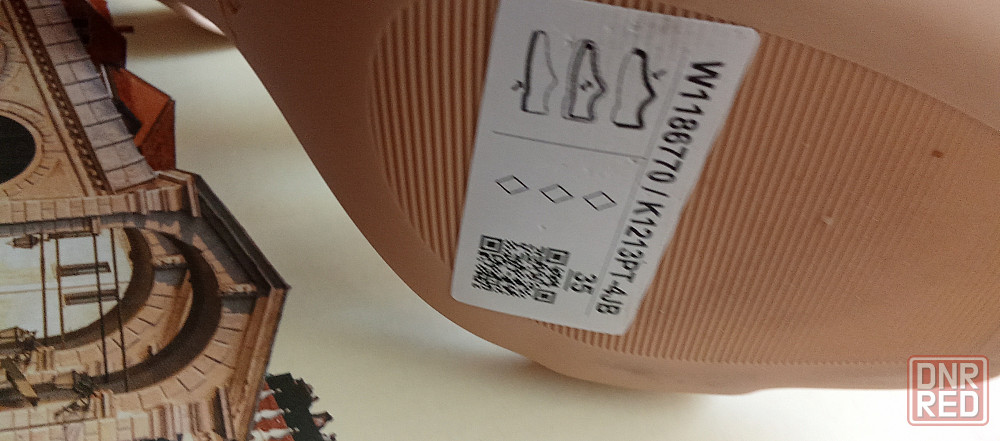 W1186770 / K1213PT-4JB
35
DNR
RED